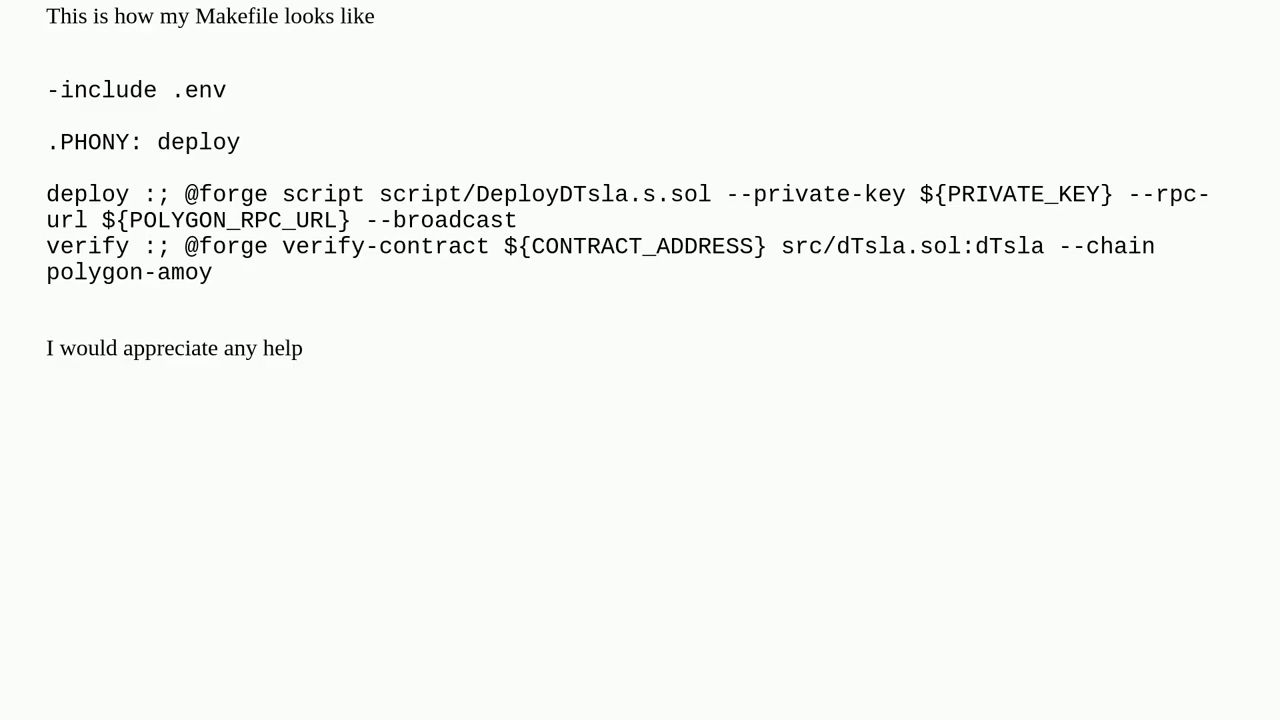 This is how my Makefile looks like
-include .env
.PHONY: deploy
deploy :; @forge script script/DeployDTsla.s.sol --private-key ${PRIVATE_KEY} --rpc-
url ${POLYGON_RPC_URL} --broadcast
verify :; @forge verify-contract ${CONTRACT_ADDRESS} src/dTsla.sol:dTsla --chain
polygon-amoy
I would appreciate any help